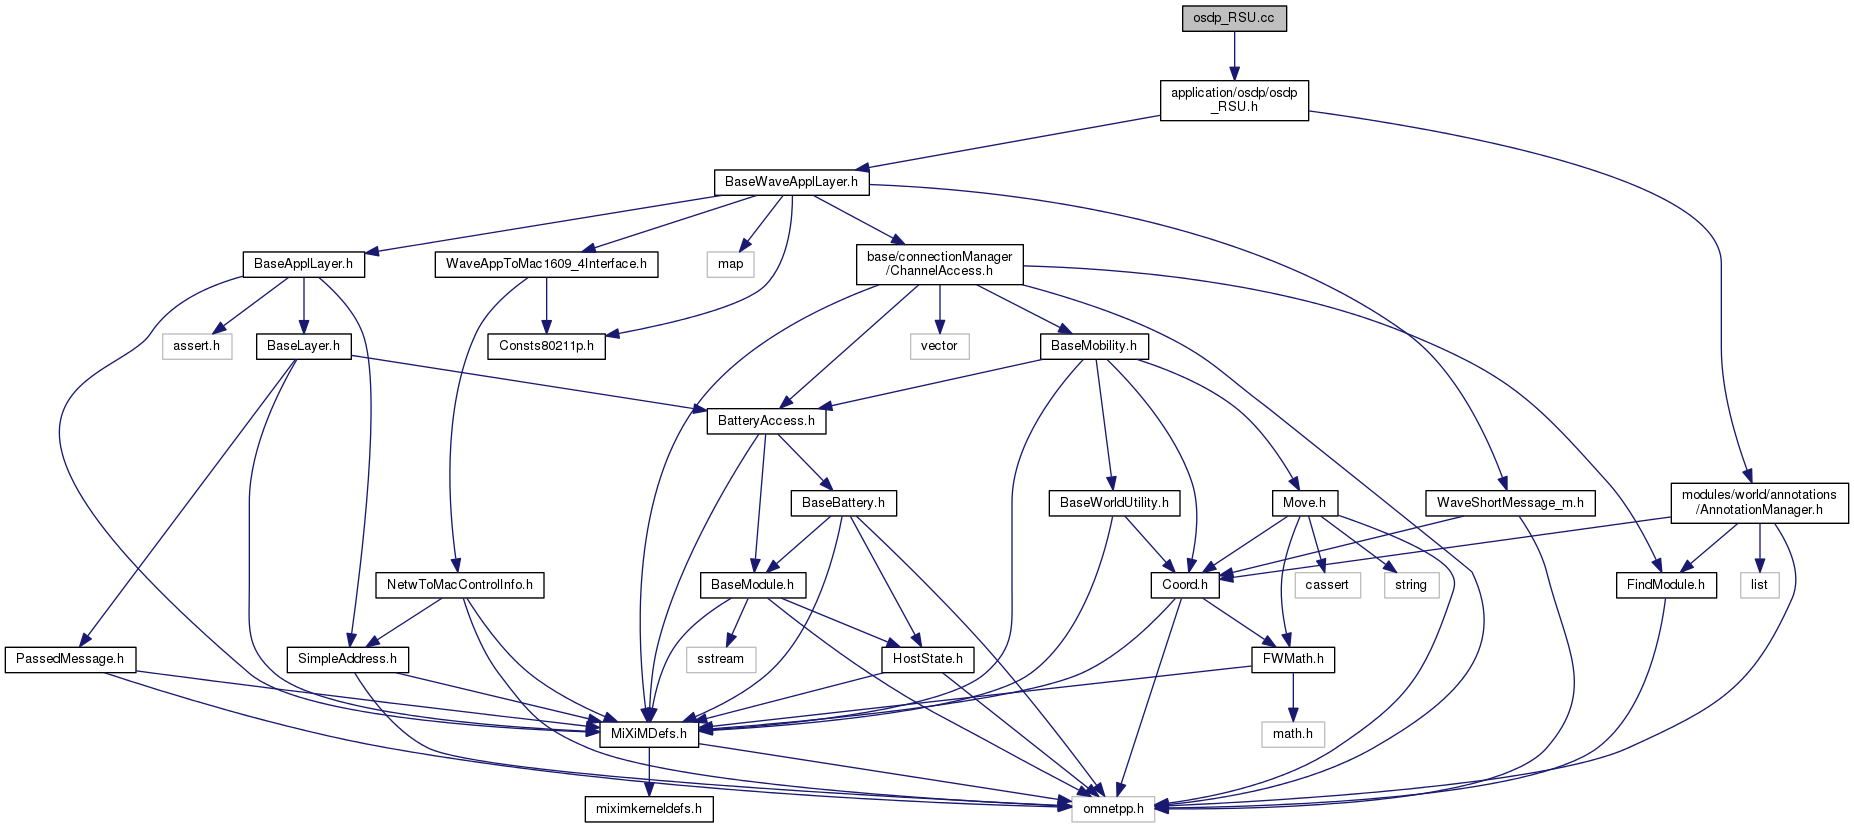 osdp_RSU.cc
application/osdp/osdp
_RSU.h
BaseWaveApplLayer.h
BaseApplLayer.h
WaveAppToMac1609_4Interface.h
map
base/connectionManager
/ChannelAccess.h
assert.h
BaseLayer.h
Consts80211p.h
vector
BaseMobility.h
BatteryAccess.h
BaseBattery.h
BaseWorldUtility.h
Move.h
WaveShortMessage_m.h
modules/world/annotations
/AnnotationManager.h
NetwToMacControlInfo.h
BaseModule.h
Coord.h
cassert
string
FindModule.h
list
PassedMessage.h
SimpleAddress.h
sstream
HostState.h
FWMath.h
MiXiMDefs.h
math.h
miximkerneldefs.h
omnetpp.h